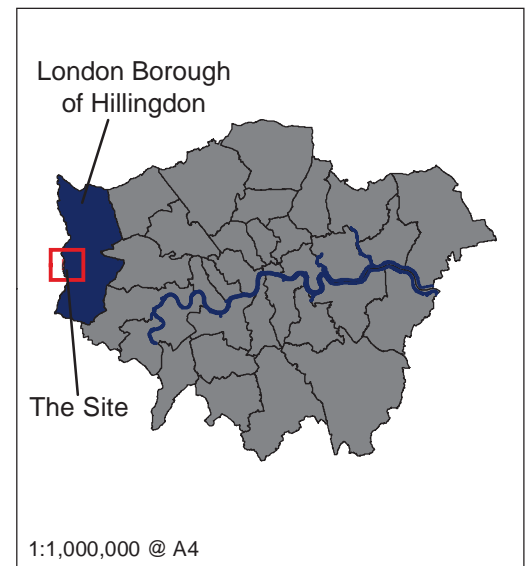 London Borough
of Hillingdon
The Site
1:1,000,000 @ A4